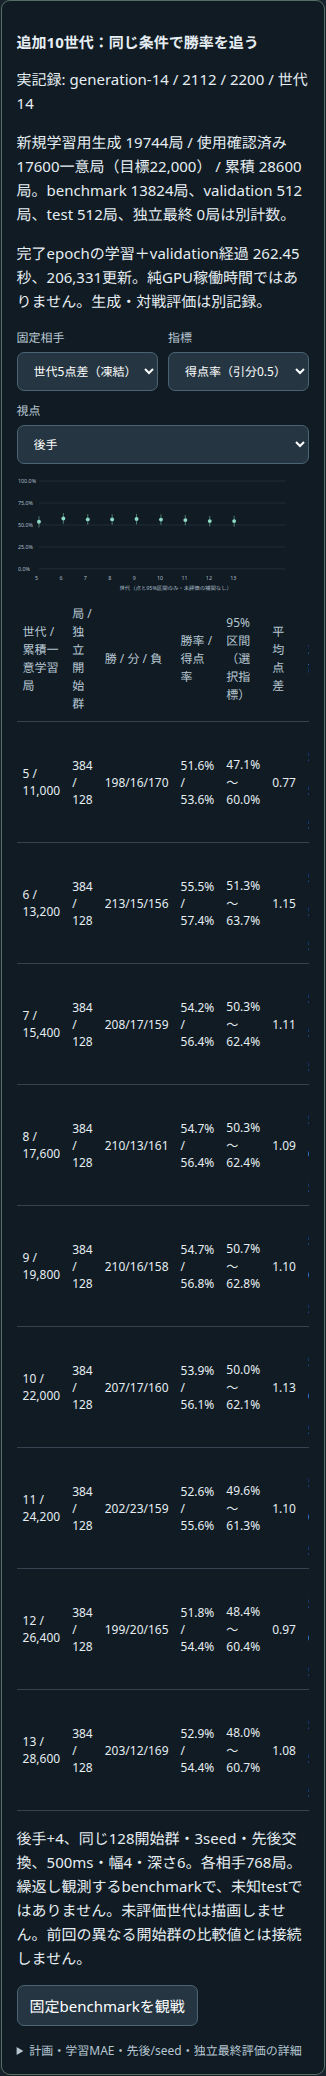 追加10世代：同じ条件で勝率を追う
実記録: generation-14 / 2112 / 2200 / 世代
14
新規学習用生成 19744局 / 使用確認済み
17600一意局（目標22,000） / 累積 28600
局。benchmark 13824局、validation 512
局、test 512局、独立最終 0局は別計数。
完了epochの学習＋validation経過 262.45
秒、206,331更新。純GPU稼働時間ではあ
りません。生成・対戦評価は別記録。
固定相手 指標
世代5点差（凍結） 得点率（引分0.5）
視点
後手
100.0%
75.0%
50.0%
25.0%
0.0%
5 6 7 8 9 10 11 12 13
世代（点と95%区間のみ・未評価の補間なし）
世代 /
累積一
意学習
局
局 /
独
立
開
始
群
勝 / 分 / 負
勝率 /
得点
率
95%
区間
（選
択指
標）
平
均
点
差
5 /
11,000
384
/
128
198/16/170
51.6%
/
53.6%
47.1%
～
60.0%
0.77
6 /
13,200
384
/
128
213/15/156
55.5%
/
57.4%
51.3%
～
63.7%
1.15
7 /
15,400
384
/
128
208/17/159
54.2%
/
56.4%
50.3%
～
62.4%
1.11
8 /
17,600
384
/
128
210/13/161
54.7%
/
56.4%
50.3%
～
62.4%
1.09
9 /
19,800
384
/
128
210/16/158
54.7%
/
56.8%
50.7%
～
62.8%
1.10
10 /
22,000
384
/
128
207/17/160
53.9%
/
56.1%
50.0%
～
62.1%
1.13
11 /
24,200
384
/
128
202/23/159
52.6%
/
55.6%
49.6%
～
61.3%
1.10
12 /
26,400
384
/
128
199/20/165
51.8%
/
54.4%
48.4%
～
60.4%
0.97
13 /
28,600
384
/
128
203/12/169
52.9%
/
54.4%
48.0%
～
60.7%
1.08
後手+4、同じ128開始群・3seed・先後交
換、500ms・幅4・深さ6。各相手768局。
繰返し観測するbenchmarkで、未知testで
はありません。未評価世代は描画しませ
ん。前回の異なる開始群の比較値とは接続
しません。
固定benchmarkを観戦
▶ 計画・学習MAE・先後/seed・独立最終評価の詳細